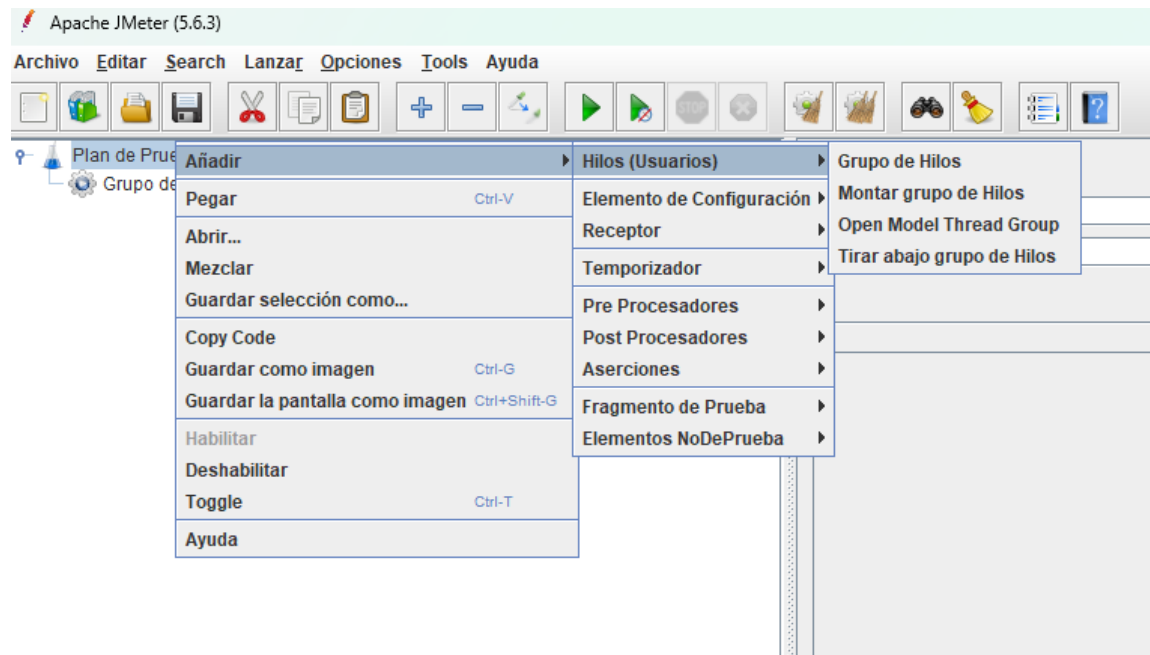 Apache JMeter (5.6.3)
Archivo Editar Search Lanzar Opciones Tools Ayuda
STOP
Plan de Prue
Grupo de
Añadir
Pegar Ctrl-V
Abrir...
Mezclar
Guardar selección como...
Copy Code
Guardar como imagen Ctrl-G
Guardar la pantalla como imagen Ctrl+Shift-G
Habilitar
Deshabilitar
Toggle Ctrl-T
Ayuda
Hilos (Usuarios)
Elemento de Configuración
Receptor
Temporizador
Pre Procesadores
Post Procesadores
Aserciones
Fragmento de Prueba
Elementos NoDePrueba
Grupo de Hilos
Montar grupo de Hilos
Open Model Thread Group
Tirar abajo grupo de Hilos